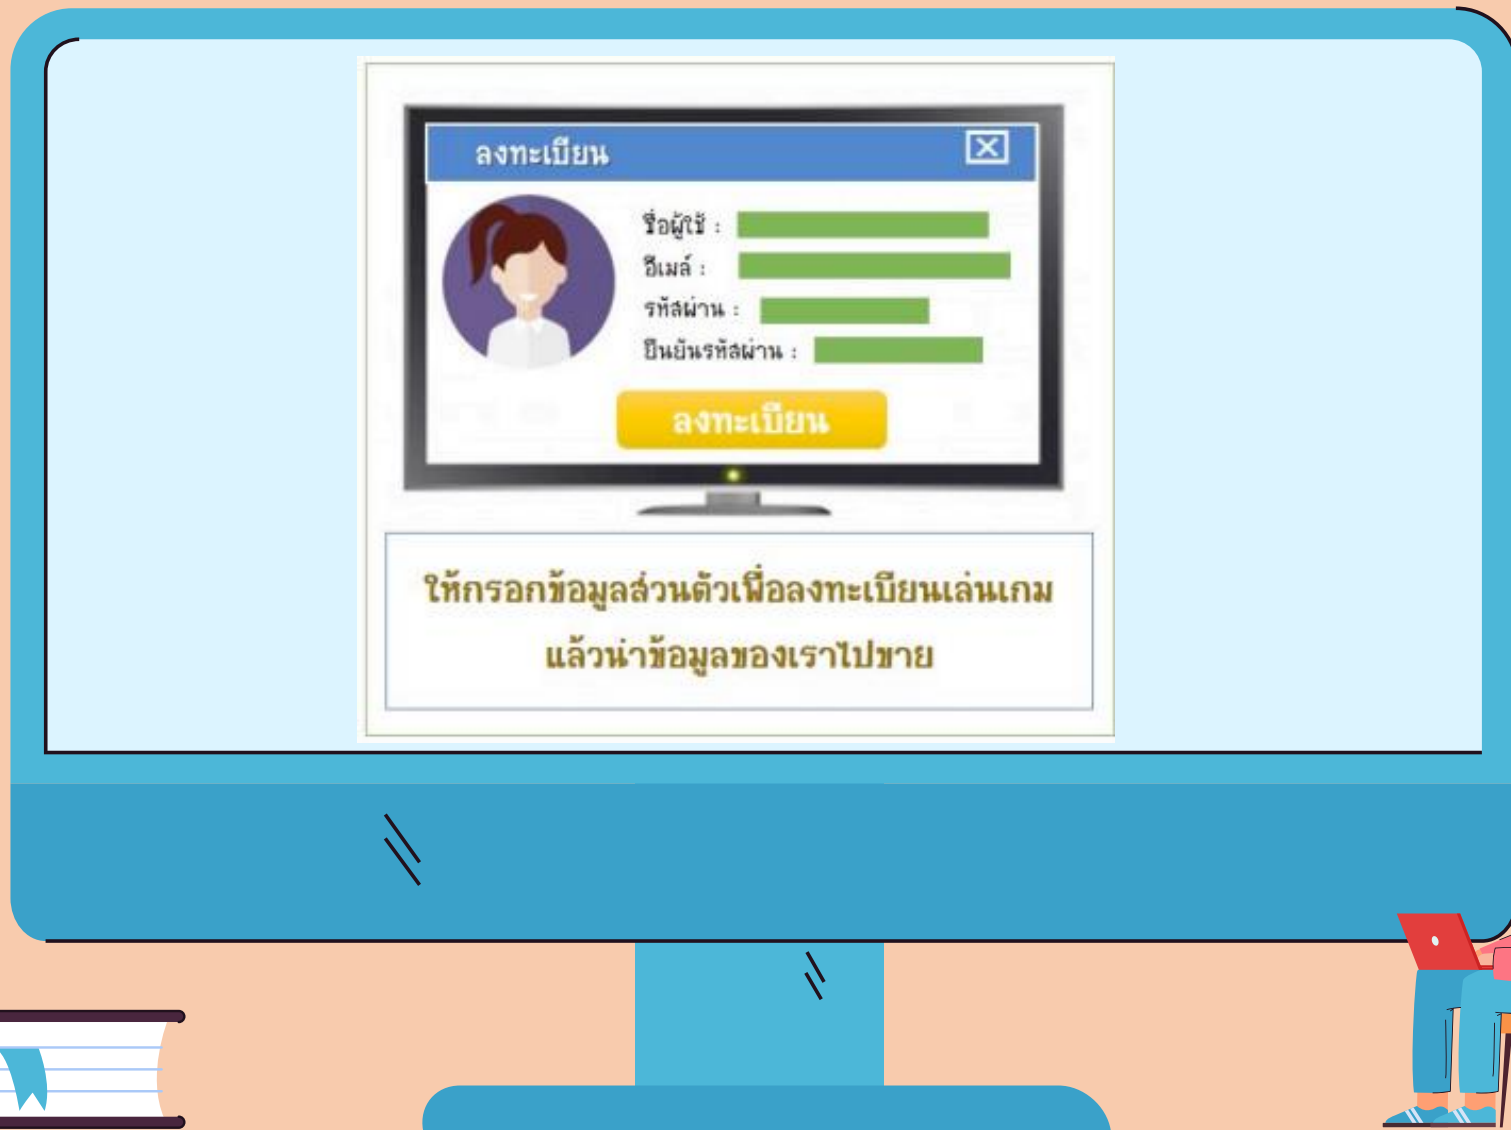 ลงทะเบียน
ชื่อผู้ใช้ :
อีเมล์ :
รหัสผ่าน :
ยืนยันรหัสผ่าน :
ลงทะเบียน
ให้กรอกข้อมูลส่วนตัวเพื่อลงทะเบียนเล่นเกม
แล้วนำข้อมูลของเราไปขาย